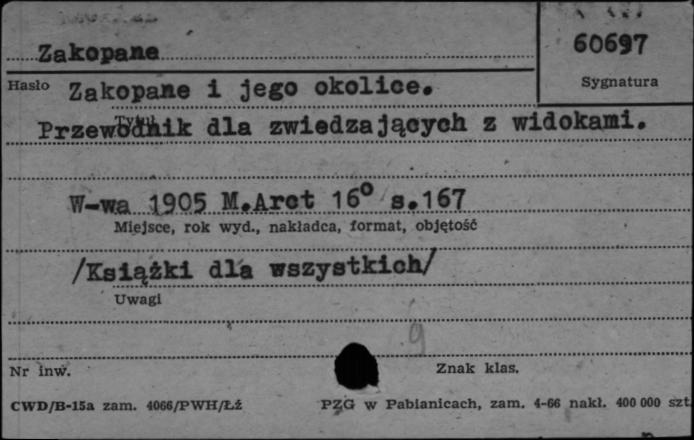 Zakopane
60697
Hasło
Sygnatura
Zakopane i jego okolice.
Tytuł
Przewodnik dla zwiedzających z widokami.
W-wa 1905 M.Arct 16° s.167
Miejsce, rok wyd., nakładca, format, objętość
/Książki dla wszystkich/
Uwagi
9
Nr inw.
Znak klas.
CWD/B-15a zam. 4066/PWH/Łź
PZG w Pabianicach, zam. 4-66 nakł. 400 000 szt.